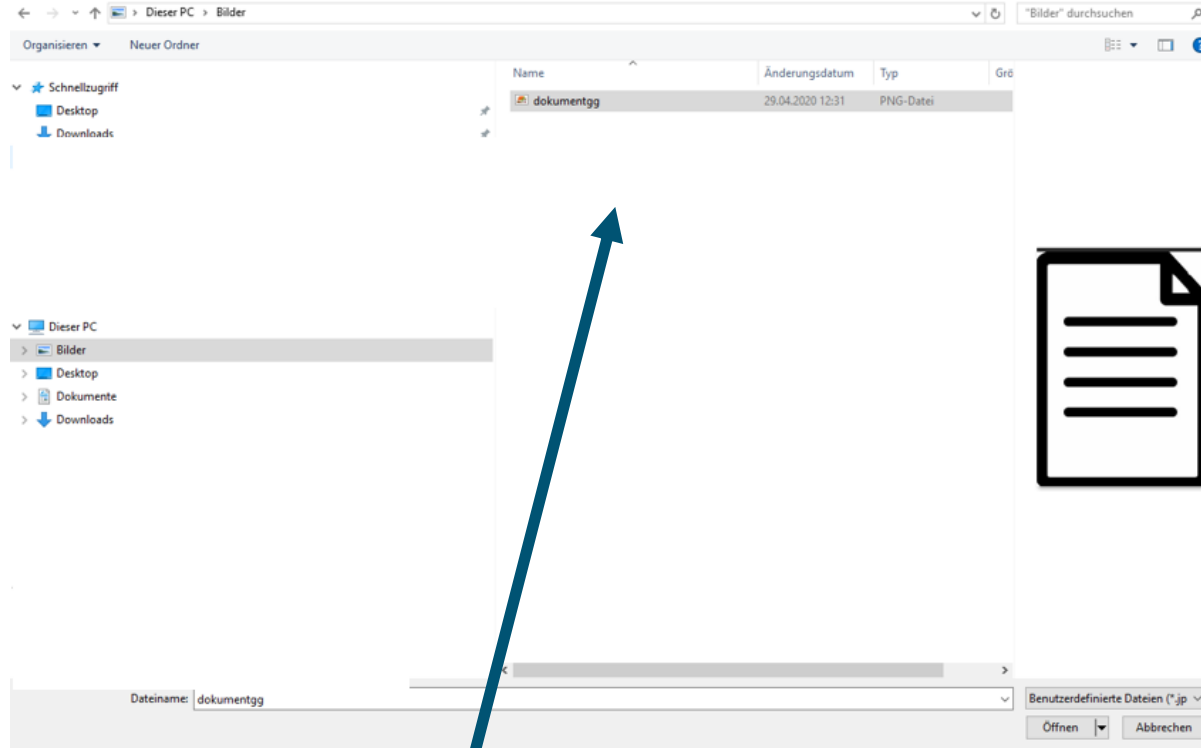 Dieser PC > Bilder
"Bilder" durchsuchen
Organisieren
Neuer Ordner
Schnellzugriff
Desktop
Downloads
Dieser PC
Bilder
Desktop
Dokumente
Downloads
Name Änderungsdatum Typ Grö
dokumentgg 29.04.2020 12:31 PNG-Datei
Dateiname: dokumentgg
Benutzerdefinierte Dateien (*.jp
Öffnen Abbrechen